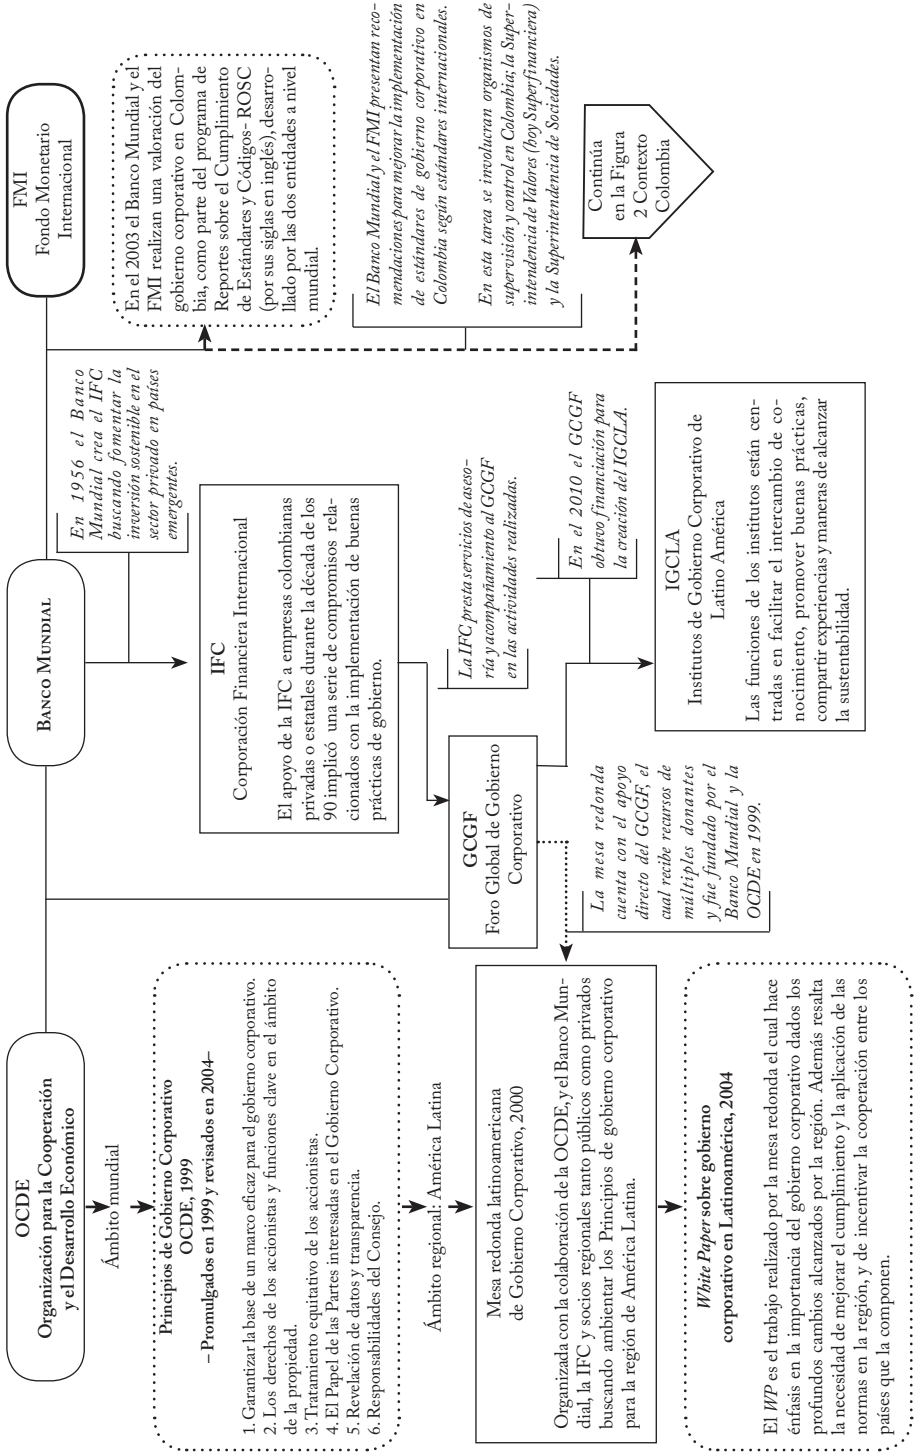 OCDE
Organización para la Cooperación
y el Desarrollo Económico
Ámbito mundial
Principios de Gobierno Corporativo
OCDE, 1999
– Promulgados en 1999 y revisados en 2004–
1. Garantizar la base de un marco eficaz para el gobierno corporativo.
2. Los derechos de los accionistas y funciones clave en el ámbito
de la propiedad.
3. Tratamiento equitativo de los accionistas.
4. El Papel de las Partes interesadas en el Gobierno Corporativo.
5. Revelación de datos y transparencia.
6. Responsabilidades del Consejo.
Ámbito regional: América Latina
Mesa redonda latinoamericana
de Gobierno Corporativo, 2000
Organizada con la colaboración de la OCDE, y el Banco Mun-
dial, la IFC y socios regionales tanto públicos como privados
buscando ambientar los Principios de gobierno corporativo
para la región de América Latina.
White Paper sobre gobierno
corporativo en Latinoamérica, 2004
El WP es el trabajo realizado por la mesa redonda el cual hace
énfasis en la importancia del gobierno corporativo dados los
profundos cambios alcanzados por la región. Además resalta
la necesidad de mejorar el cumplimiento y la aplicación de las
normas en la región, y de incentivar la cooperación entre los
países que la componen.
Banco Mundial
En 1956 el Banco
Mundial crea el IFC
buscando fomentar la
inversión sostenible en el
sector privado en países
emergentes.
IFC
Corporación Financiera Internacional
El apoyo de la IFC a empresas colombianas
privadas o estatales durante la década de los
90 implicó una serie de compromisos rela-
cionados con la implementación de buenas
prácticas de gobierno.
La IFC presta servicios de aseso-
ría y acompañamiento al GCGF
en las actividades realizadas.
GCGF
Foro Global de Gobierno
Corporativo
La mesa redonda
cuenta con el apoyo
directo del GCGF, el
cual recibe recursos de
múltiples donantes
y fue fundado por el
Banco Mundial y la
OCDE en 1999.
En el 2010 el GCGF
obtuvo financiación para
la creación del IGCLA.
IGCLA
Institutos de Gobierno Corporativo de
Latino América
Las funciones de los institutos están cen-
tradas en facilitar el intercambio de co-
nocimiento, promover buenas prácticas,
compartir experiencias y maneras de alcanzar
la sustentabilidad.
FMI
Fondo Monetario
Internacional
En el 2003 el Banco Mundial y el
FMI realizan una valoración del
gobierno corporativo en Colom-
bia, como parte del programa de
Reportes sobre el Cumplimiento
de Estándares y Códigos- ROSC
(por sus siglas en inglés), desarro-
llado por las dos entidades a nivel
mundial.
El Banco Mundial y el FMI presentan reco-
mendaciones para mejorar la implementación
de estándares de gobierno corporativo en
Colombia según estándares internacionales.
En esta tarea se involucran organismos de
supervisión y control en Colombia; la Super-
intendencia de Valores (hoy Superfinanciera)
y la Superintendencia de Sociedades.
Continúa
en la Figura
2 Contexto
Colombia